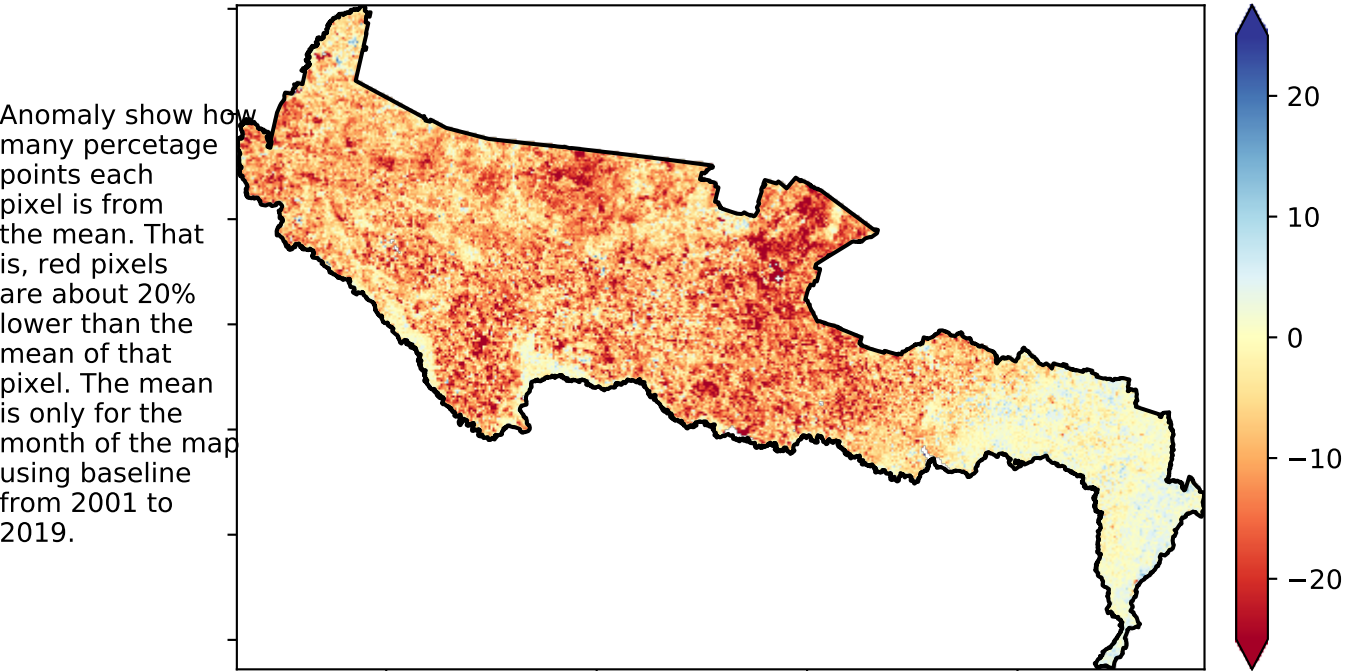 Anomaly show how
many percetage
points each
pixel is from
the mean. That
is, red pixels
are about 20%
lower than the
mean of that
pixel. The mean
is only for the
month of the map
using baseline
from 2001 to
2019.
20
10
0
−10
−20